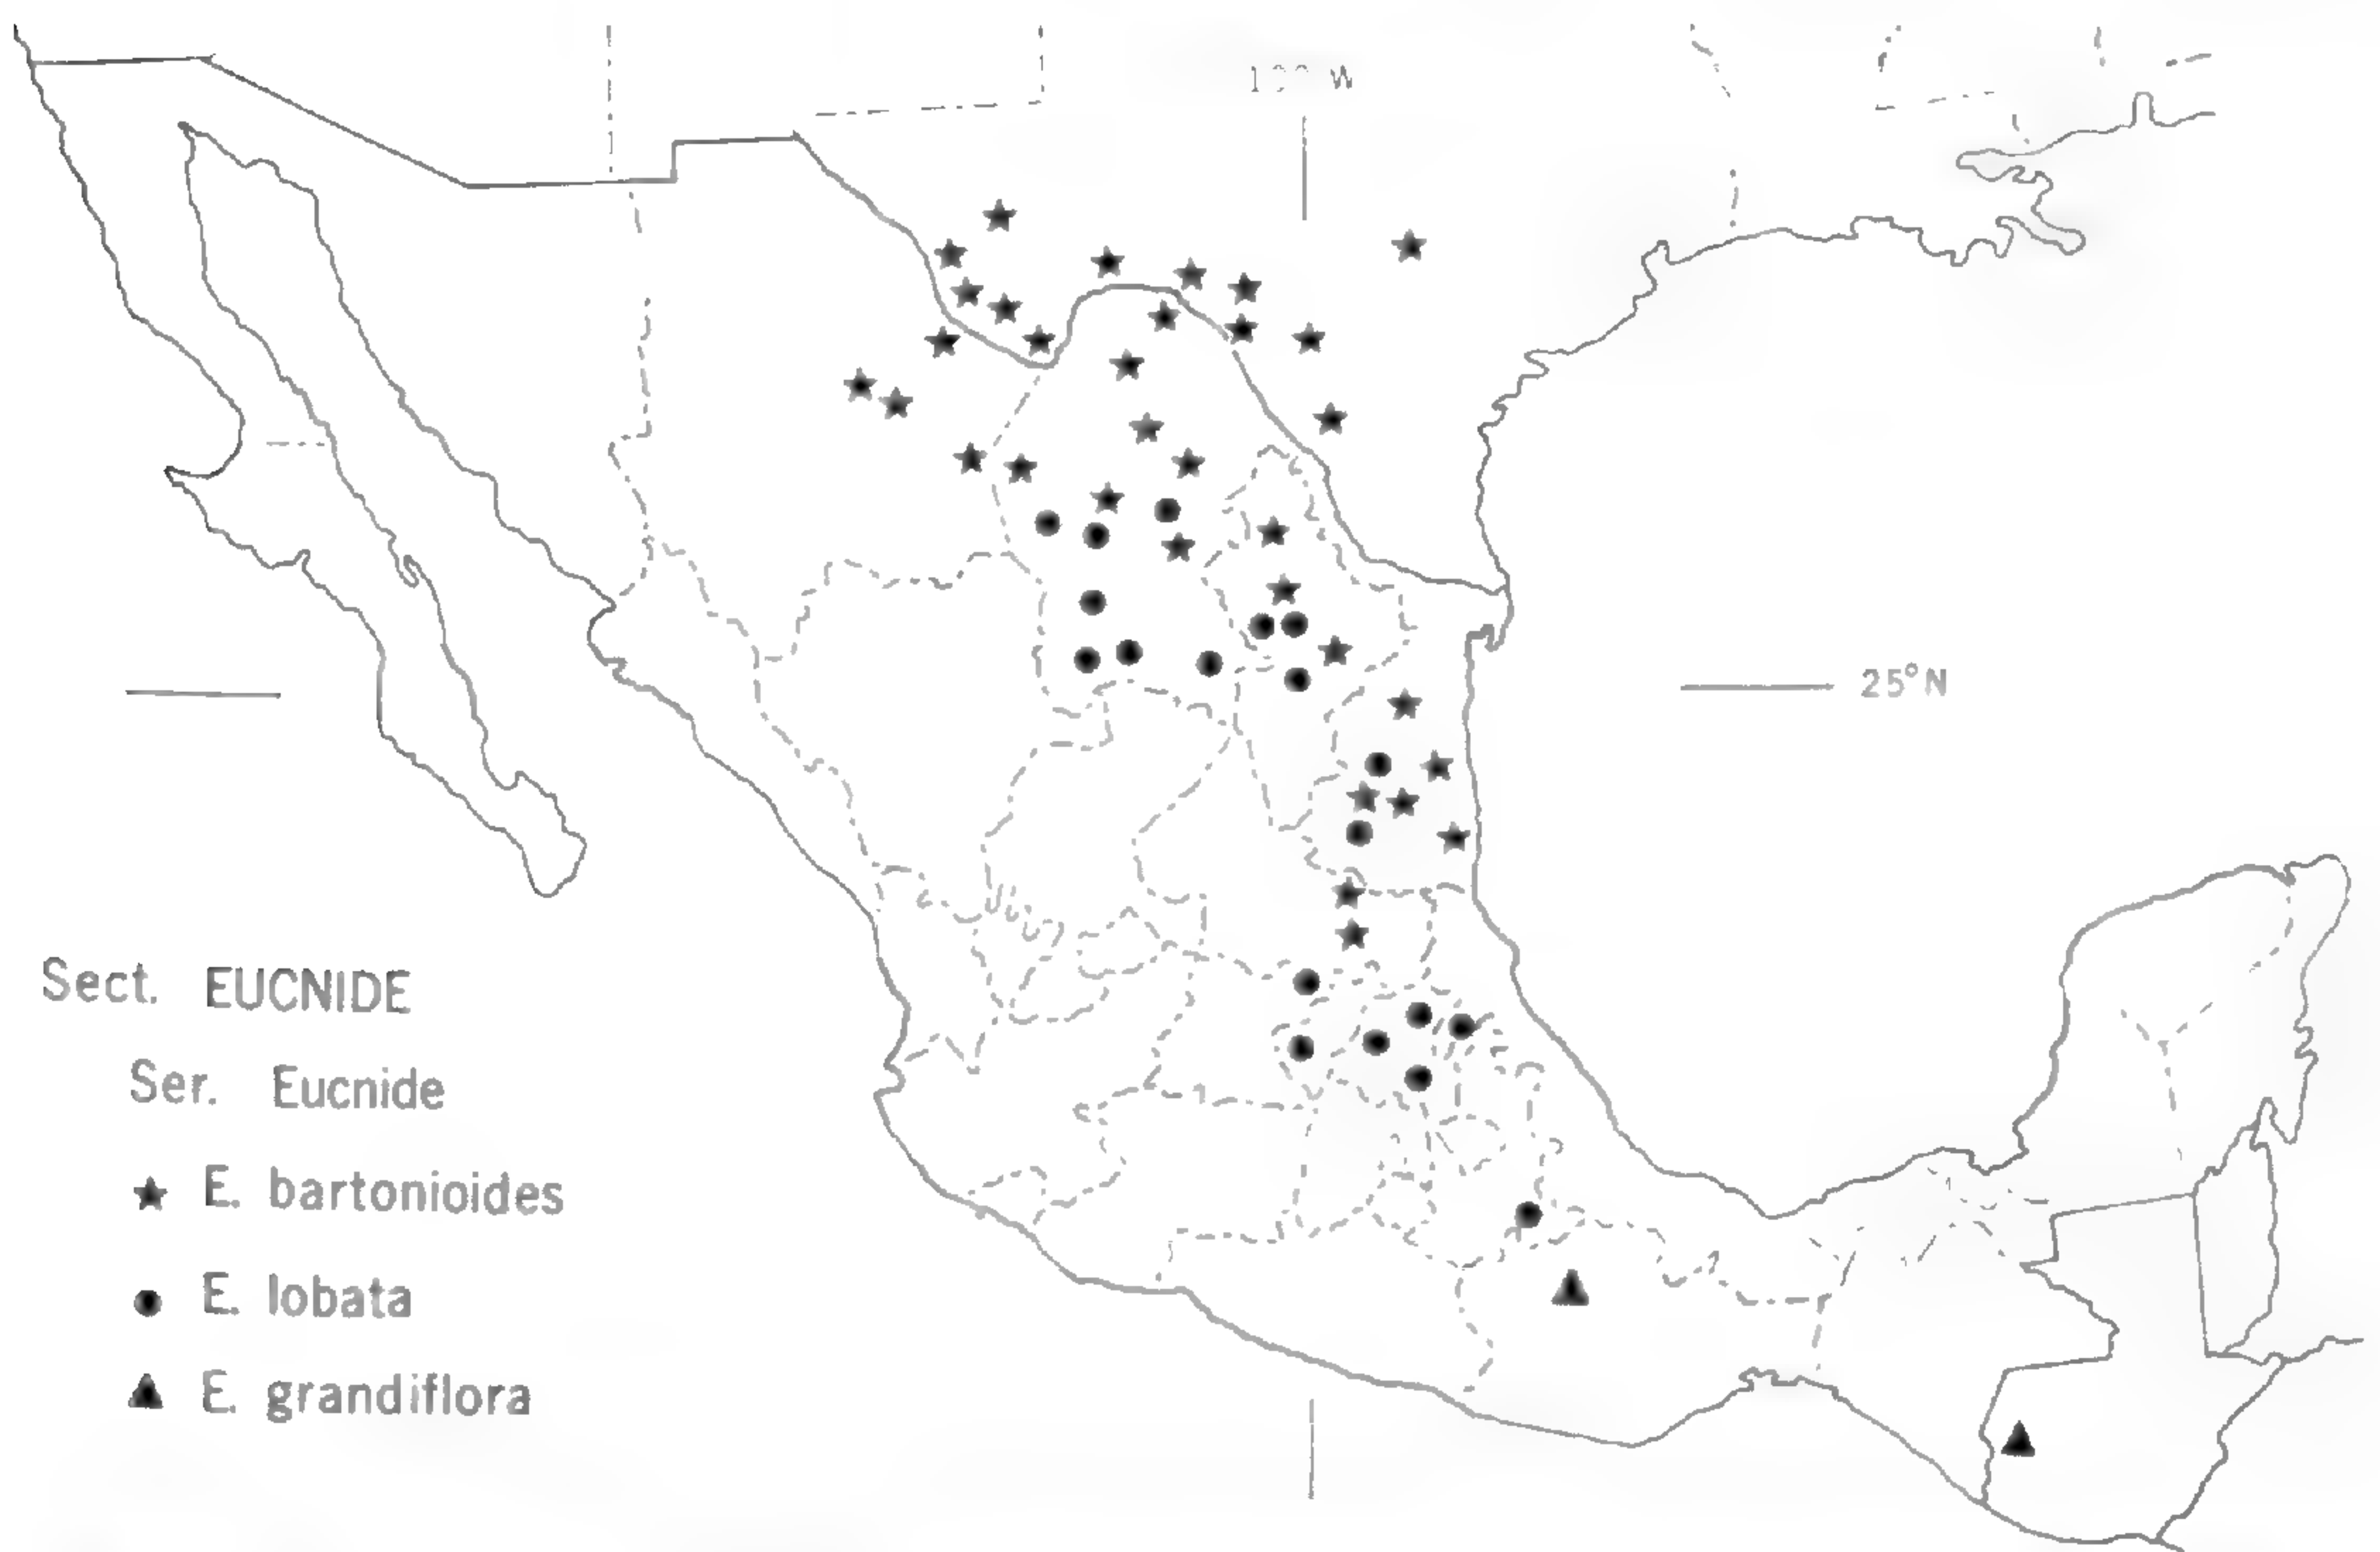 W
25°N
Sect. EUCNIDE
Ser. Eucnide
E. bartonioides
E. lobata
E. grandiflora